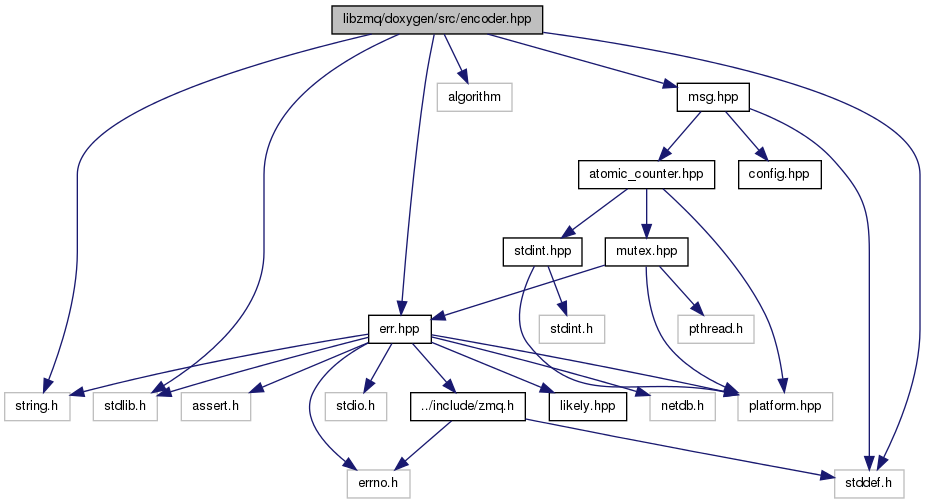 libzmq/doxygen/src/encoder.hpp
algorithm
msg.hpp
atomic_counter.hpp
config.hpp
stdint.hpp
mutex.hpp
err.hpp
stdint.h
pthread.h
string.h
stdlib.h
assert.h
stdio.h
../include/zmq.h
likely.hpp
netdb.h
platform.hpp
errno.h
stddef.h